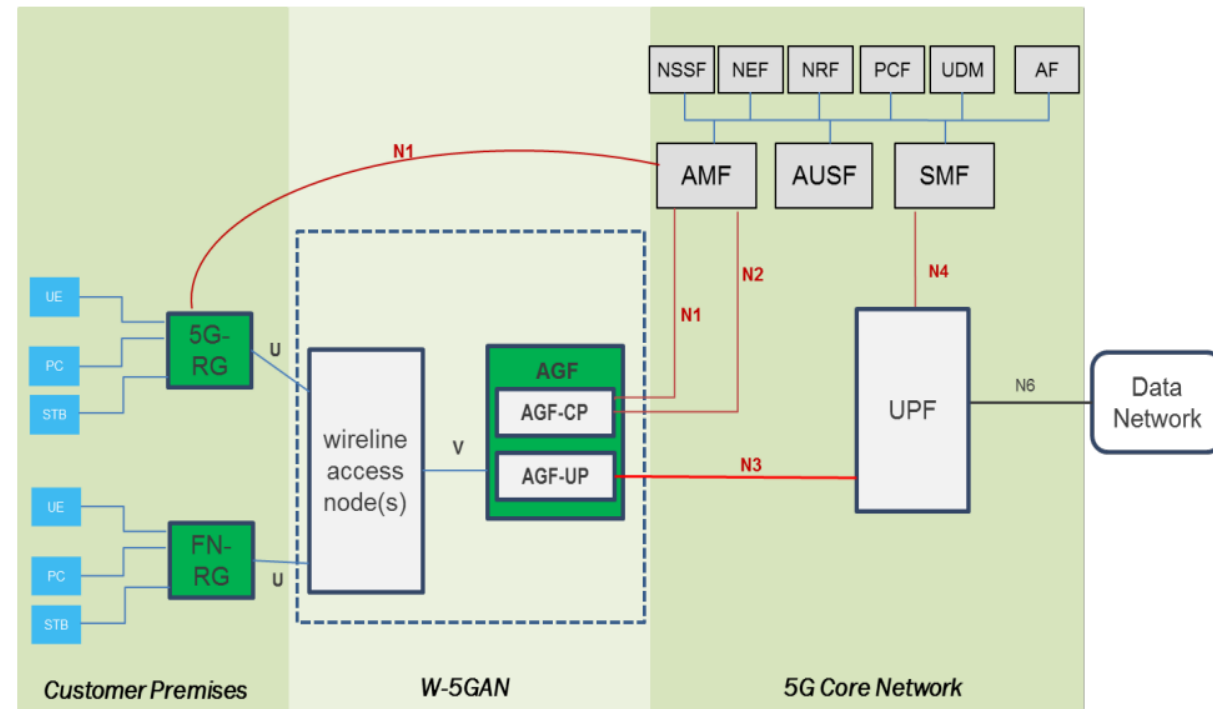 NSSF
NEF
NRF
PCF
UDM
AF
N1
AMF
AUSF
SMF
N2
N4
N1
UE
PC
STB
5G-
RG
U
wireline
access
node(s)
V
AGF
AGF-CP
AGF-UP
N3
UPF
N6
Data
Network
UE
PC
STB
FN-
RG
U
Customer Premises
W-5GAN
5G Core Network